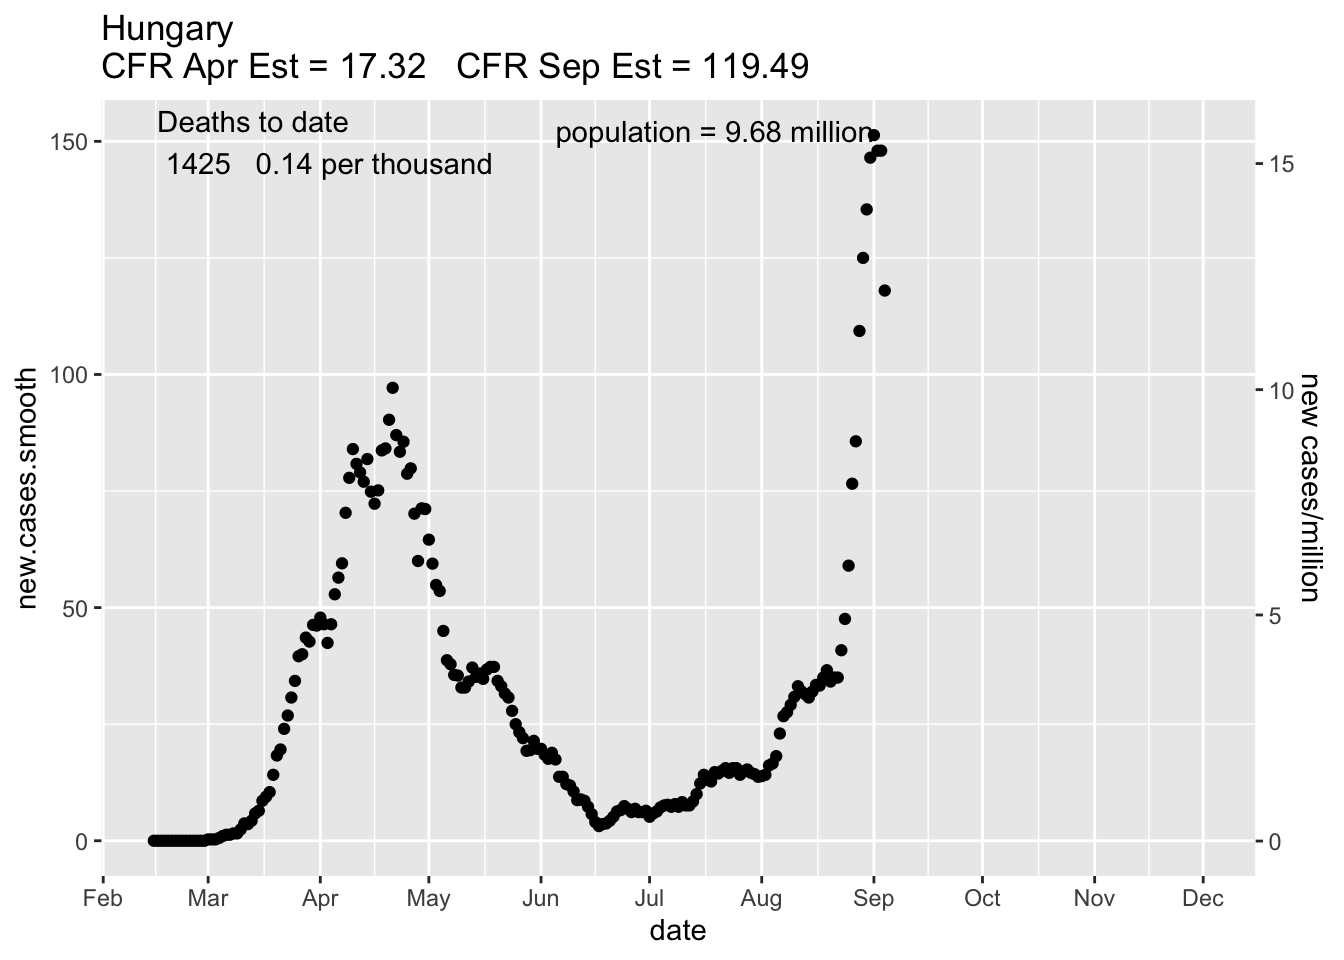 Hungary
CFR Apr Est = 17.32   CFR Sep Est = 119.49
Deaths to date
1425   0.14 per thousand
population = 9.68 million
150
100
50
0
new.cases.smooth
15
10
5
0
new cases/million
Feb Mar Apr May Jun Jul Aug Sep Oct Nov Dec
date